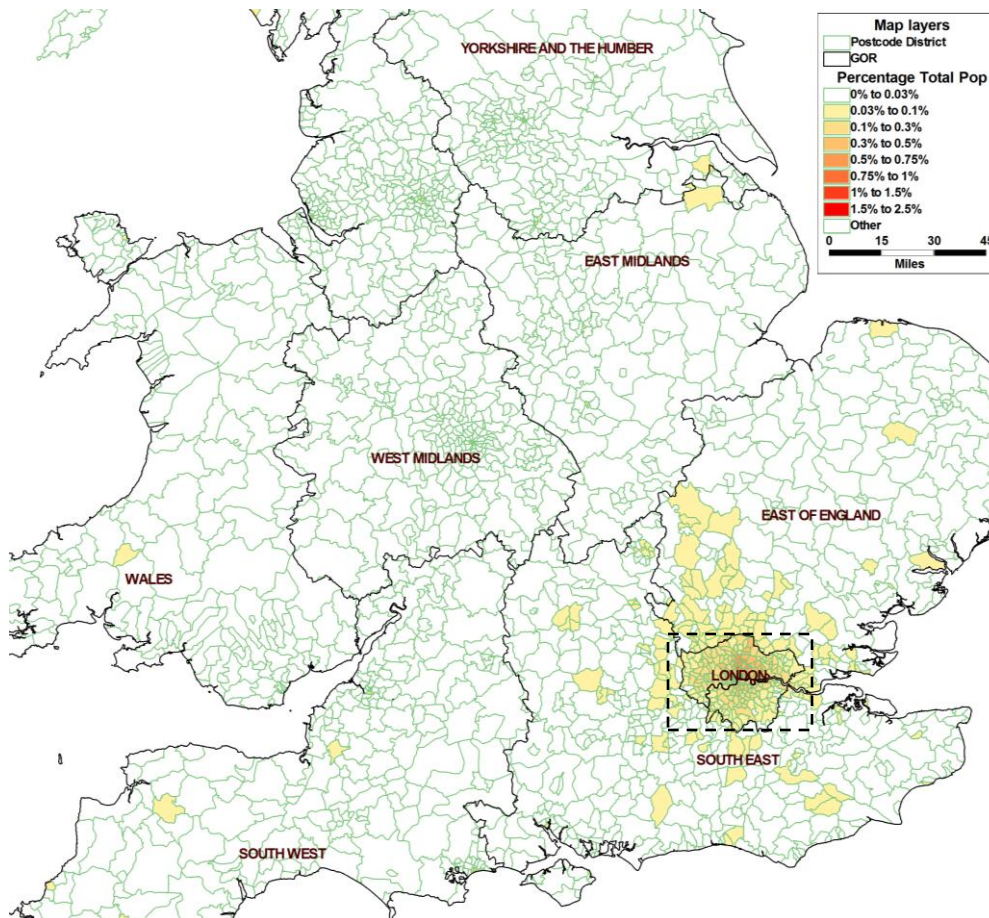 YORKSHIRE AND THE HUMBER
Map layers
Postcode District
GOR
Percentage Total Pop
0% to 0.03%
0.03% to 0.1%
0.1% to 0.3%
0.3% to 0.5%
0.5% to 0.75%
0.75% to 1%
1% to 1.5%
1.5% to 2.5%
Other
0 15 30 45
Miles
EAST MIDLANDS
WEST MIDLANDS
EAST OF ENGLAND
WALES
LONDON
SOUTH EAST
SOUTH WEST